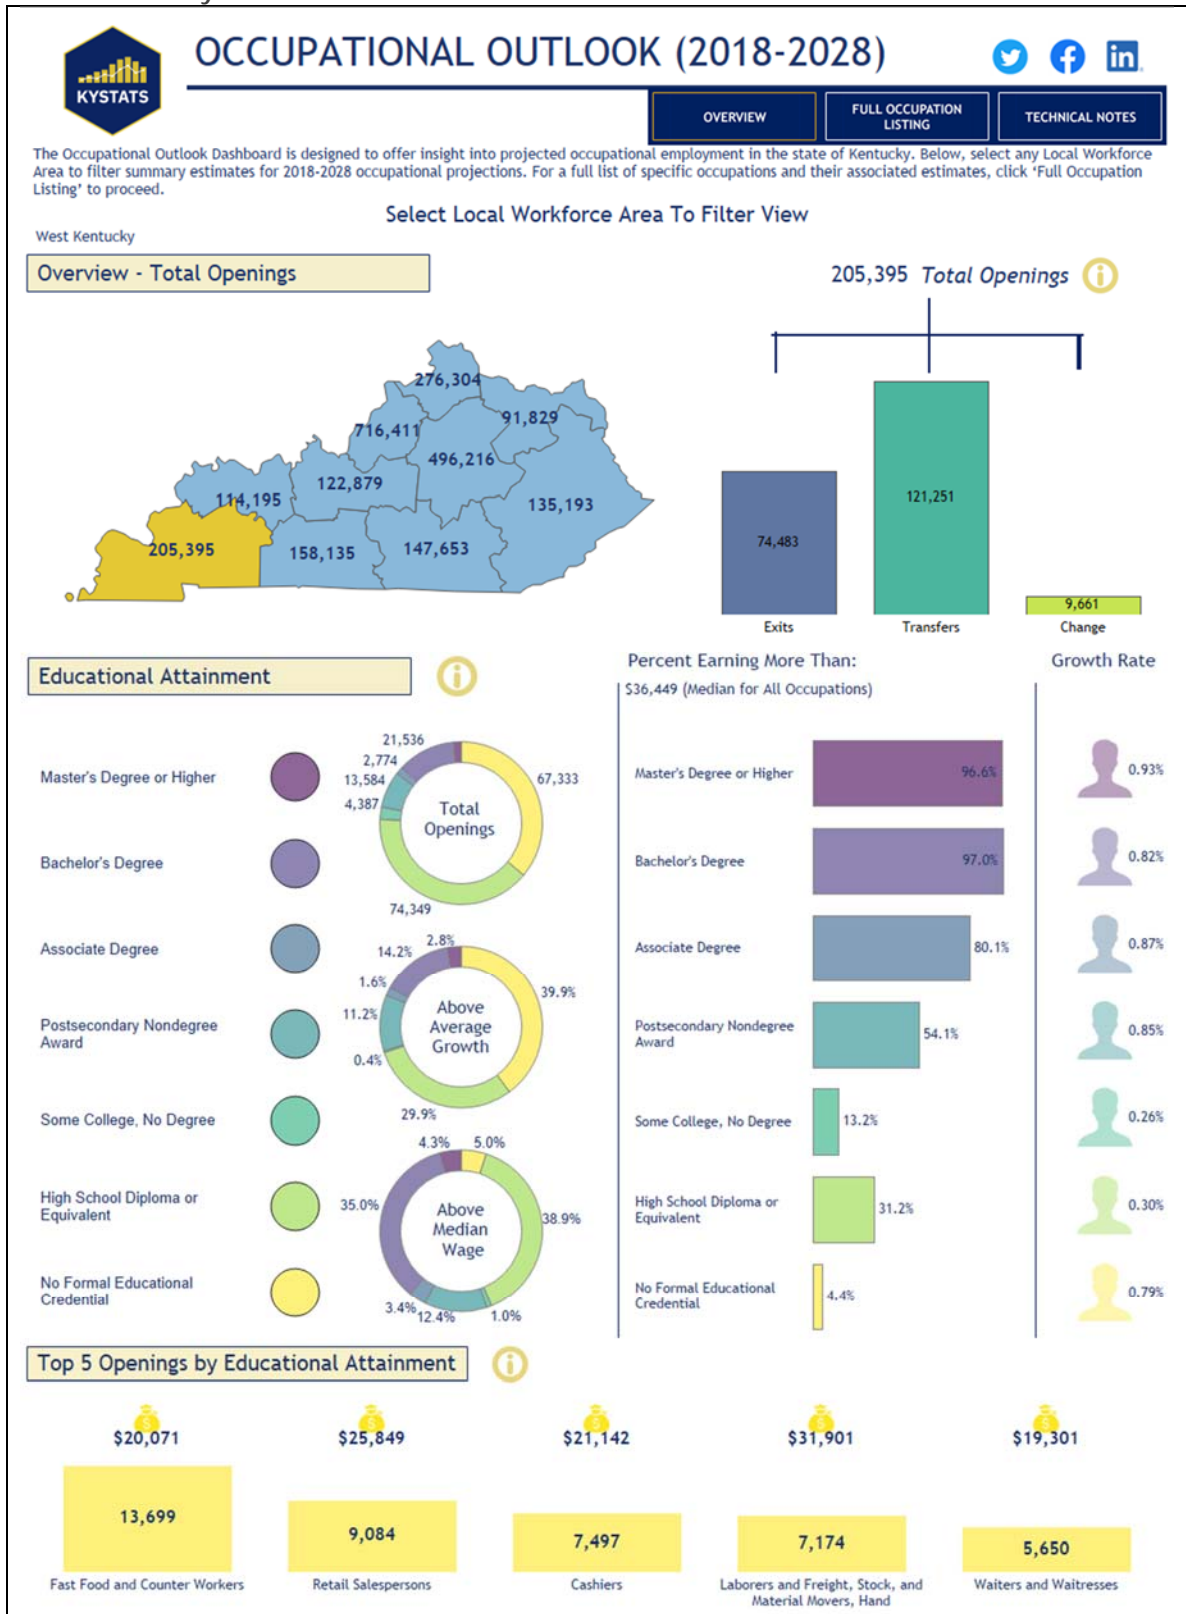 KYSTATS
OCCUPATIONAL OUTLOOK (2018-2028)
in
OVERVIEW
FULL OCCUPATION
LISTING
TECHNICAL NOTES
The Occupational Outlook Dashboard is designed to offer insight into projected occupational employment in the state of Kentucky. Below, select any Local Workforce
Area to filter summary estimates for 2018-2028 occupational projections. For a full list of specific occupations and their associated estimates, click ‘Full Occupation
Listing’ to proceed.
Select Local Workforce Area To Filter View
West Kentucky
Overview - Total Openings
205,395 Total Openings
276,304
91,829
716,411
496,216
122,879
114,195
135,193
205,395
158,135
147,653
74,483
121,251
9,661
Exits
Transfers
Change
Educational Attainment
Percent Earning More Than:
Growth Rate
$36,449 (Median for All Occupations)
Master's Degree or Higher
Bachelor's Degree
Associate Degree
Postsecondary Nondegree
Award
Some College, No Degree
High School Diploma or
Equivalent
No Formal Educational
Credential
21,536
2,774
13,584
4,387
67,333
Total
Openings
74,349
2.8%
14.2%
1.6%
11.2%
0.4%
39.9%
Above
Average
Growth
29.9%
4.3%
5.0%
35.0%
38.9%
Above
Median
Wage
3.4%
12.4%
1.0%
Master's Degree or Higher
96.6%
0.93%
Bachelor's Degree
97.0%
0.82%
Associate Degree
80.1%
0.87%
Postsecondary Nondegree
Award
54.1%
0.85%
Some College, No Degree
13.2%
0.26%
High School Diploma or
Equivalent
31.2%
0.30%
No Formal Educational
Credential
4.4%
0.79%
Top 5 Openings by Educational Attainment
$20,071
$25,849
$21,142
$31,901
$19,301
13,699
9,084
7,497
7,174
5,650
Fast Food and Counter Workers
Retail Salespersons
Cashiers
Laborers and Freight, Stock, and
Material Movers, Hand
Waiters and Waitresses